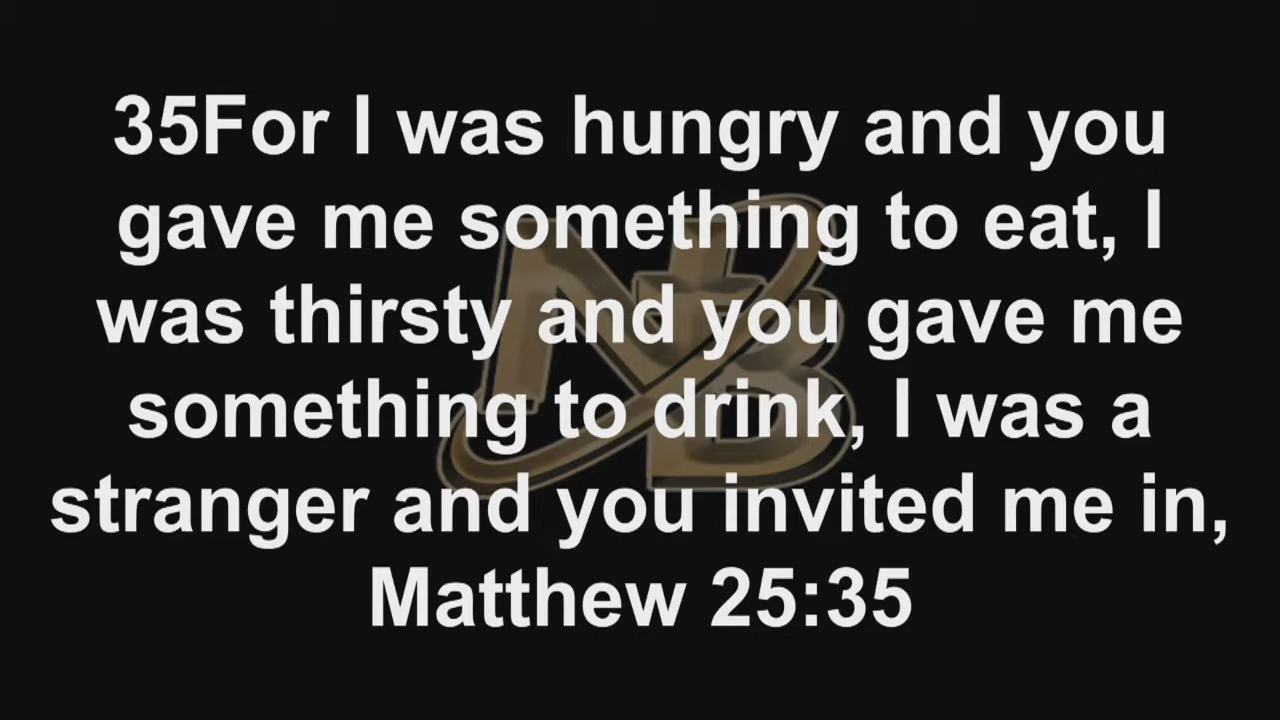 35For I was hungry and you
gave me something to eat, I
was thirsty and you gave me
something to drink, I was a
stranger and you invited me in,
Matthew 25:35
NB